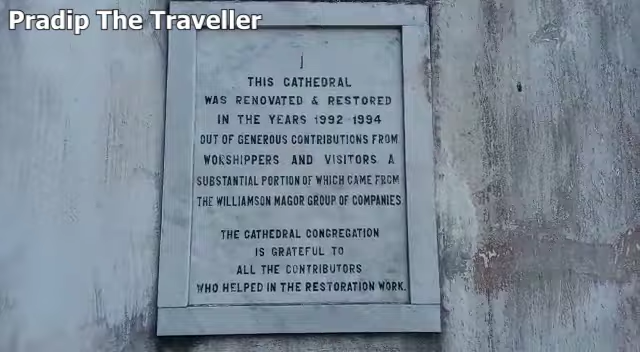 Pradip The Traveller
THIS CATHEDRAL
WAS RENOVATED & RESTORED
IN THE YEARS 1992 1994
OUT OF GENEROUS CONTRIBUTIONS FROM
WORSHIPPERS AND VISITORS A
SUBSTANTIAL PORTION OF WHICH CAME FROM
THE WILLIAMSON MAGOR GROUP OF COMPANIES
THE CATHEDRAL CONGREGATION
IS GRATEFUL TO
ALL THE CONTRIBUTORS
WHO HELPED IN THE RESTORATION WORK.